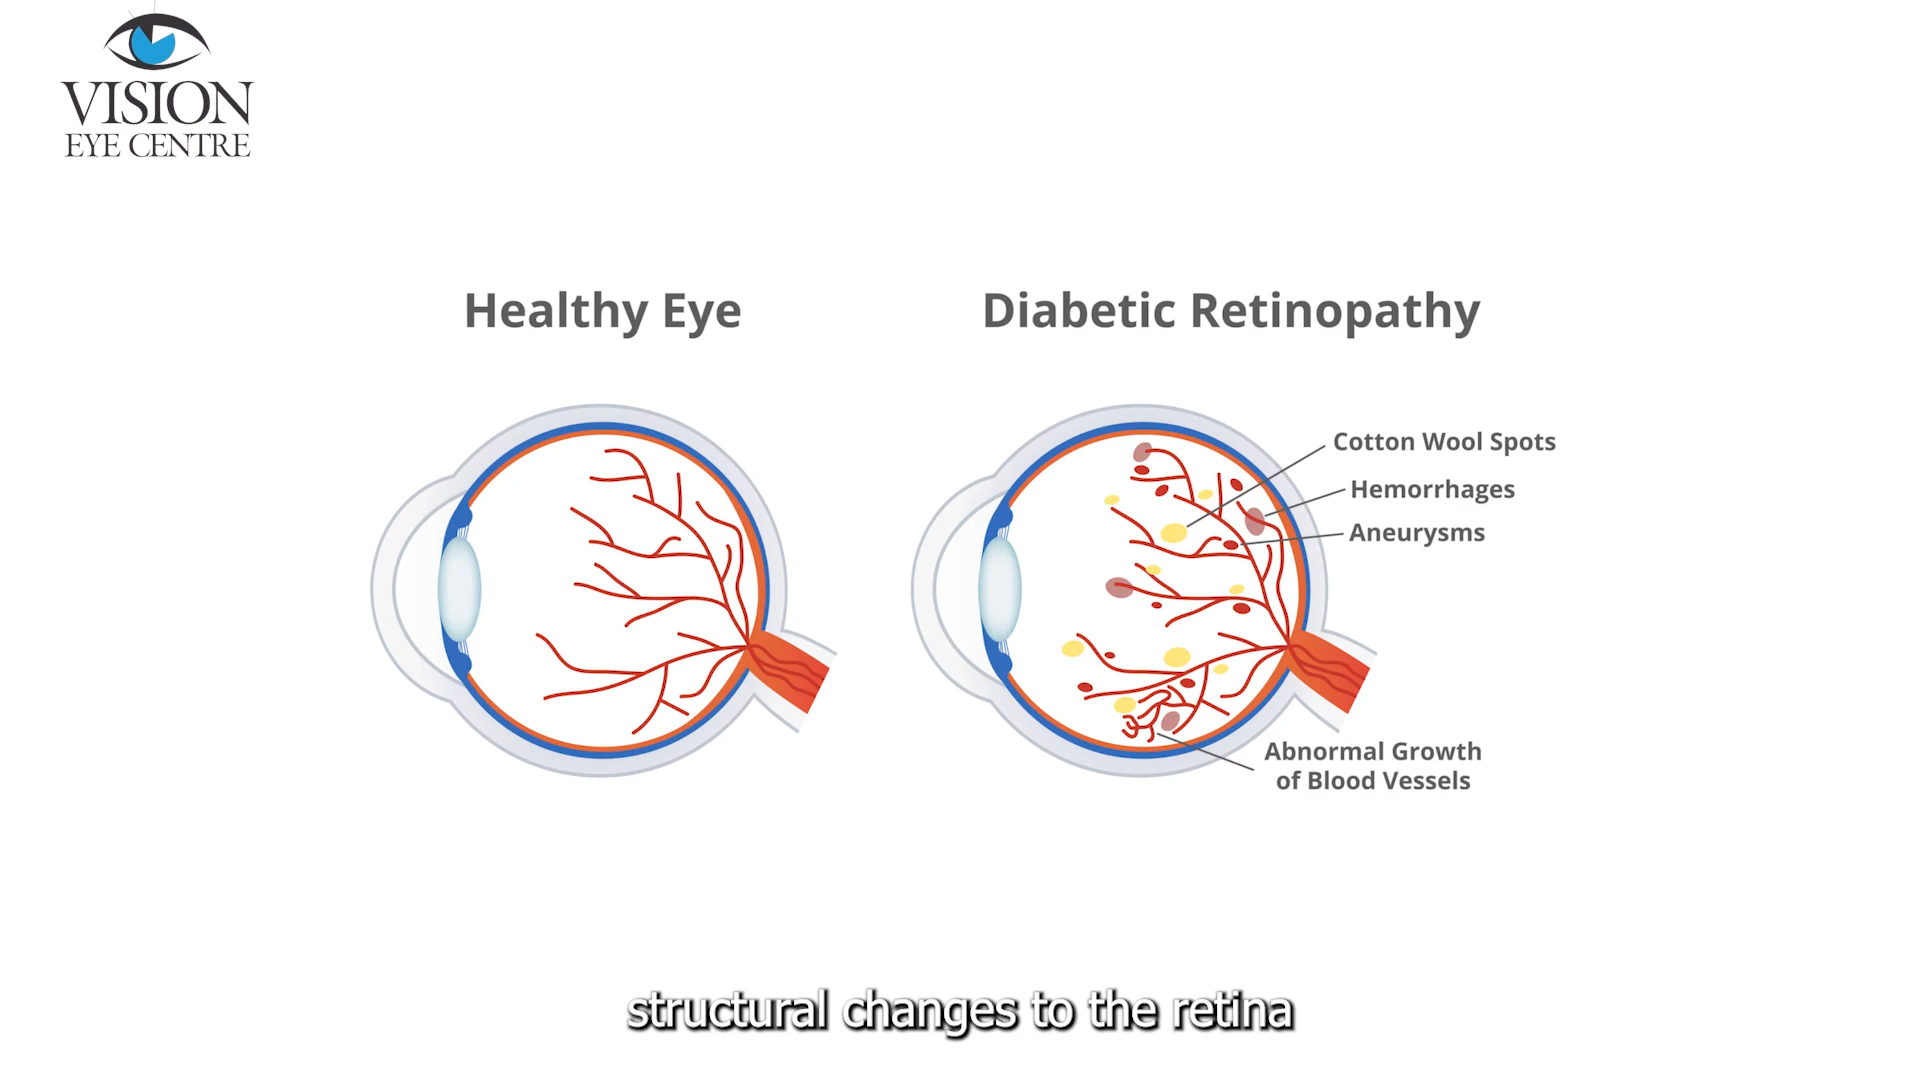 VISION
EYE CENTRE
Healthy Eye
Diabetic Retinopathy
Cotton Wool Spots
Hemorrhages
Aneurysms
Abnormal Growth
of Blood Vessels
structural changes to the retina